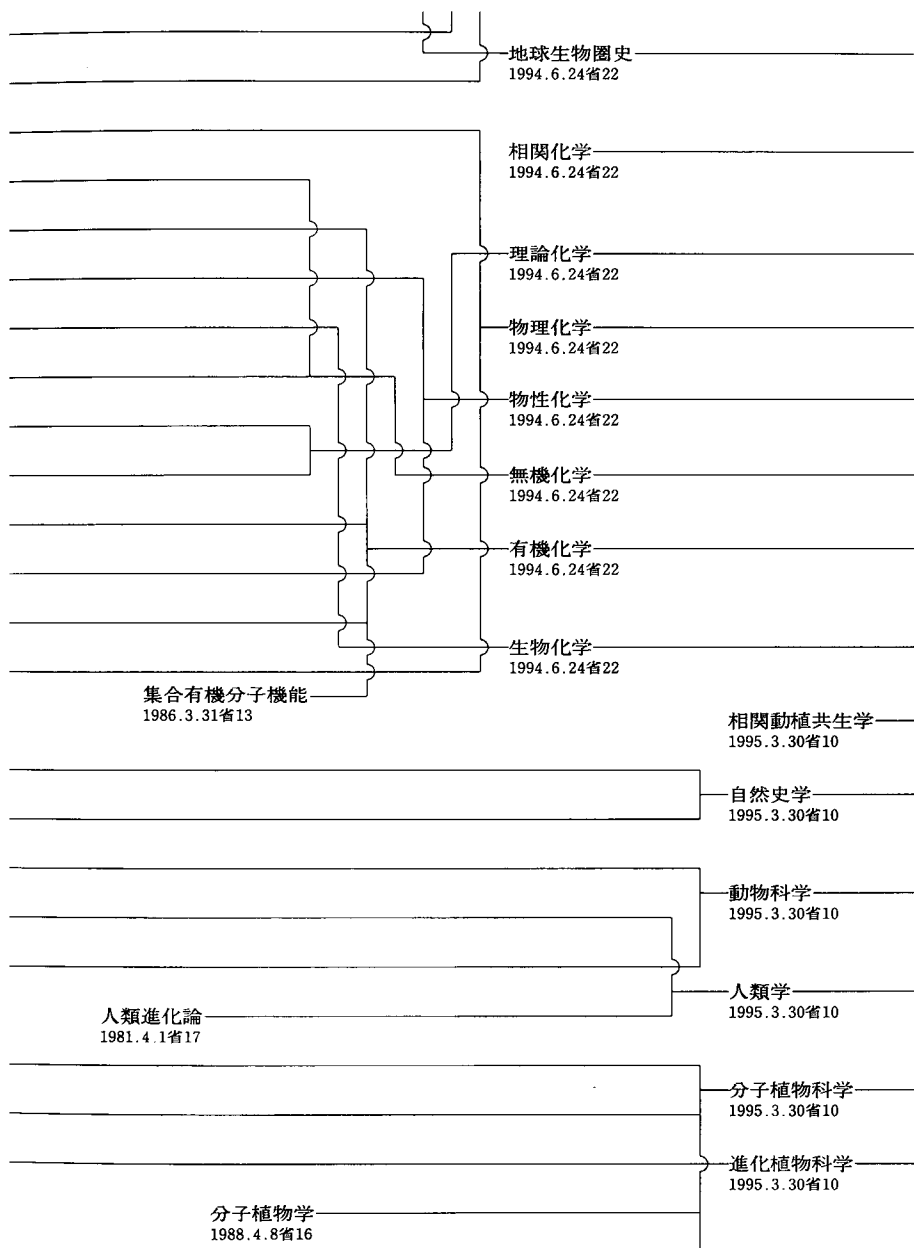 地球生物圏史
1994.6.24省22
相関化学
1994.6.24省22
理論化学
1994.6.24省22
物理化学
1994.6.24省22
物性化学
1994.6.24省22
無機化学
1994.6.24省22
有機化学
1994.6.24省22
生物化学
1994.6.24省22
集合有機分子機能
1986.3.31省13
相関動植共生学
1995.3.30省10
自然史学
1995.3.30省10
動物科学
1995.3.30省10
人類学
1995.3.30省10
人類進化論
1981.4.1省17
分子植物科学
1995.3.30省10
進化植物科学
1995.3.30省10
分子植物学
1988.4.8省16